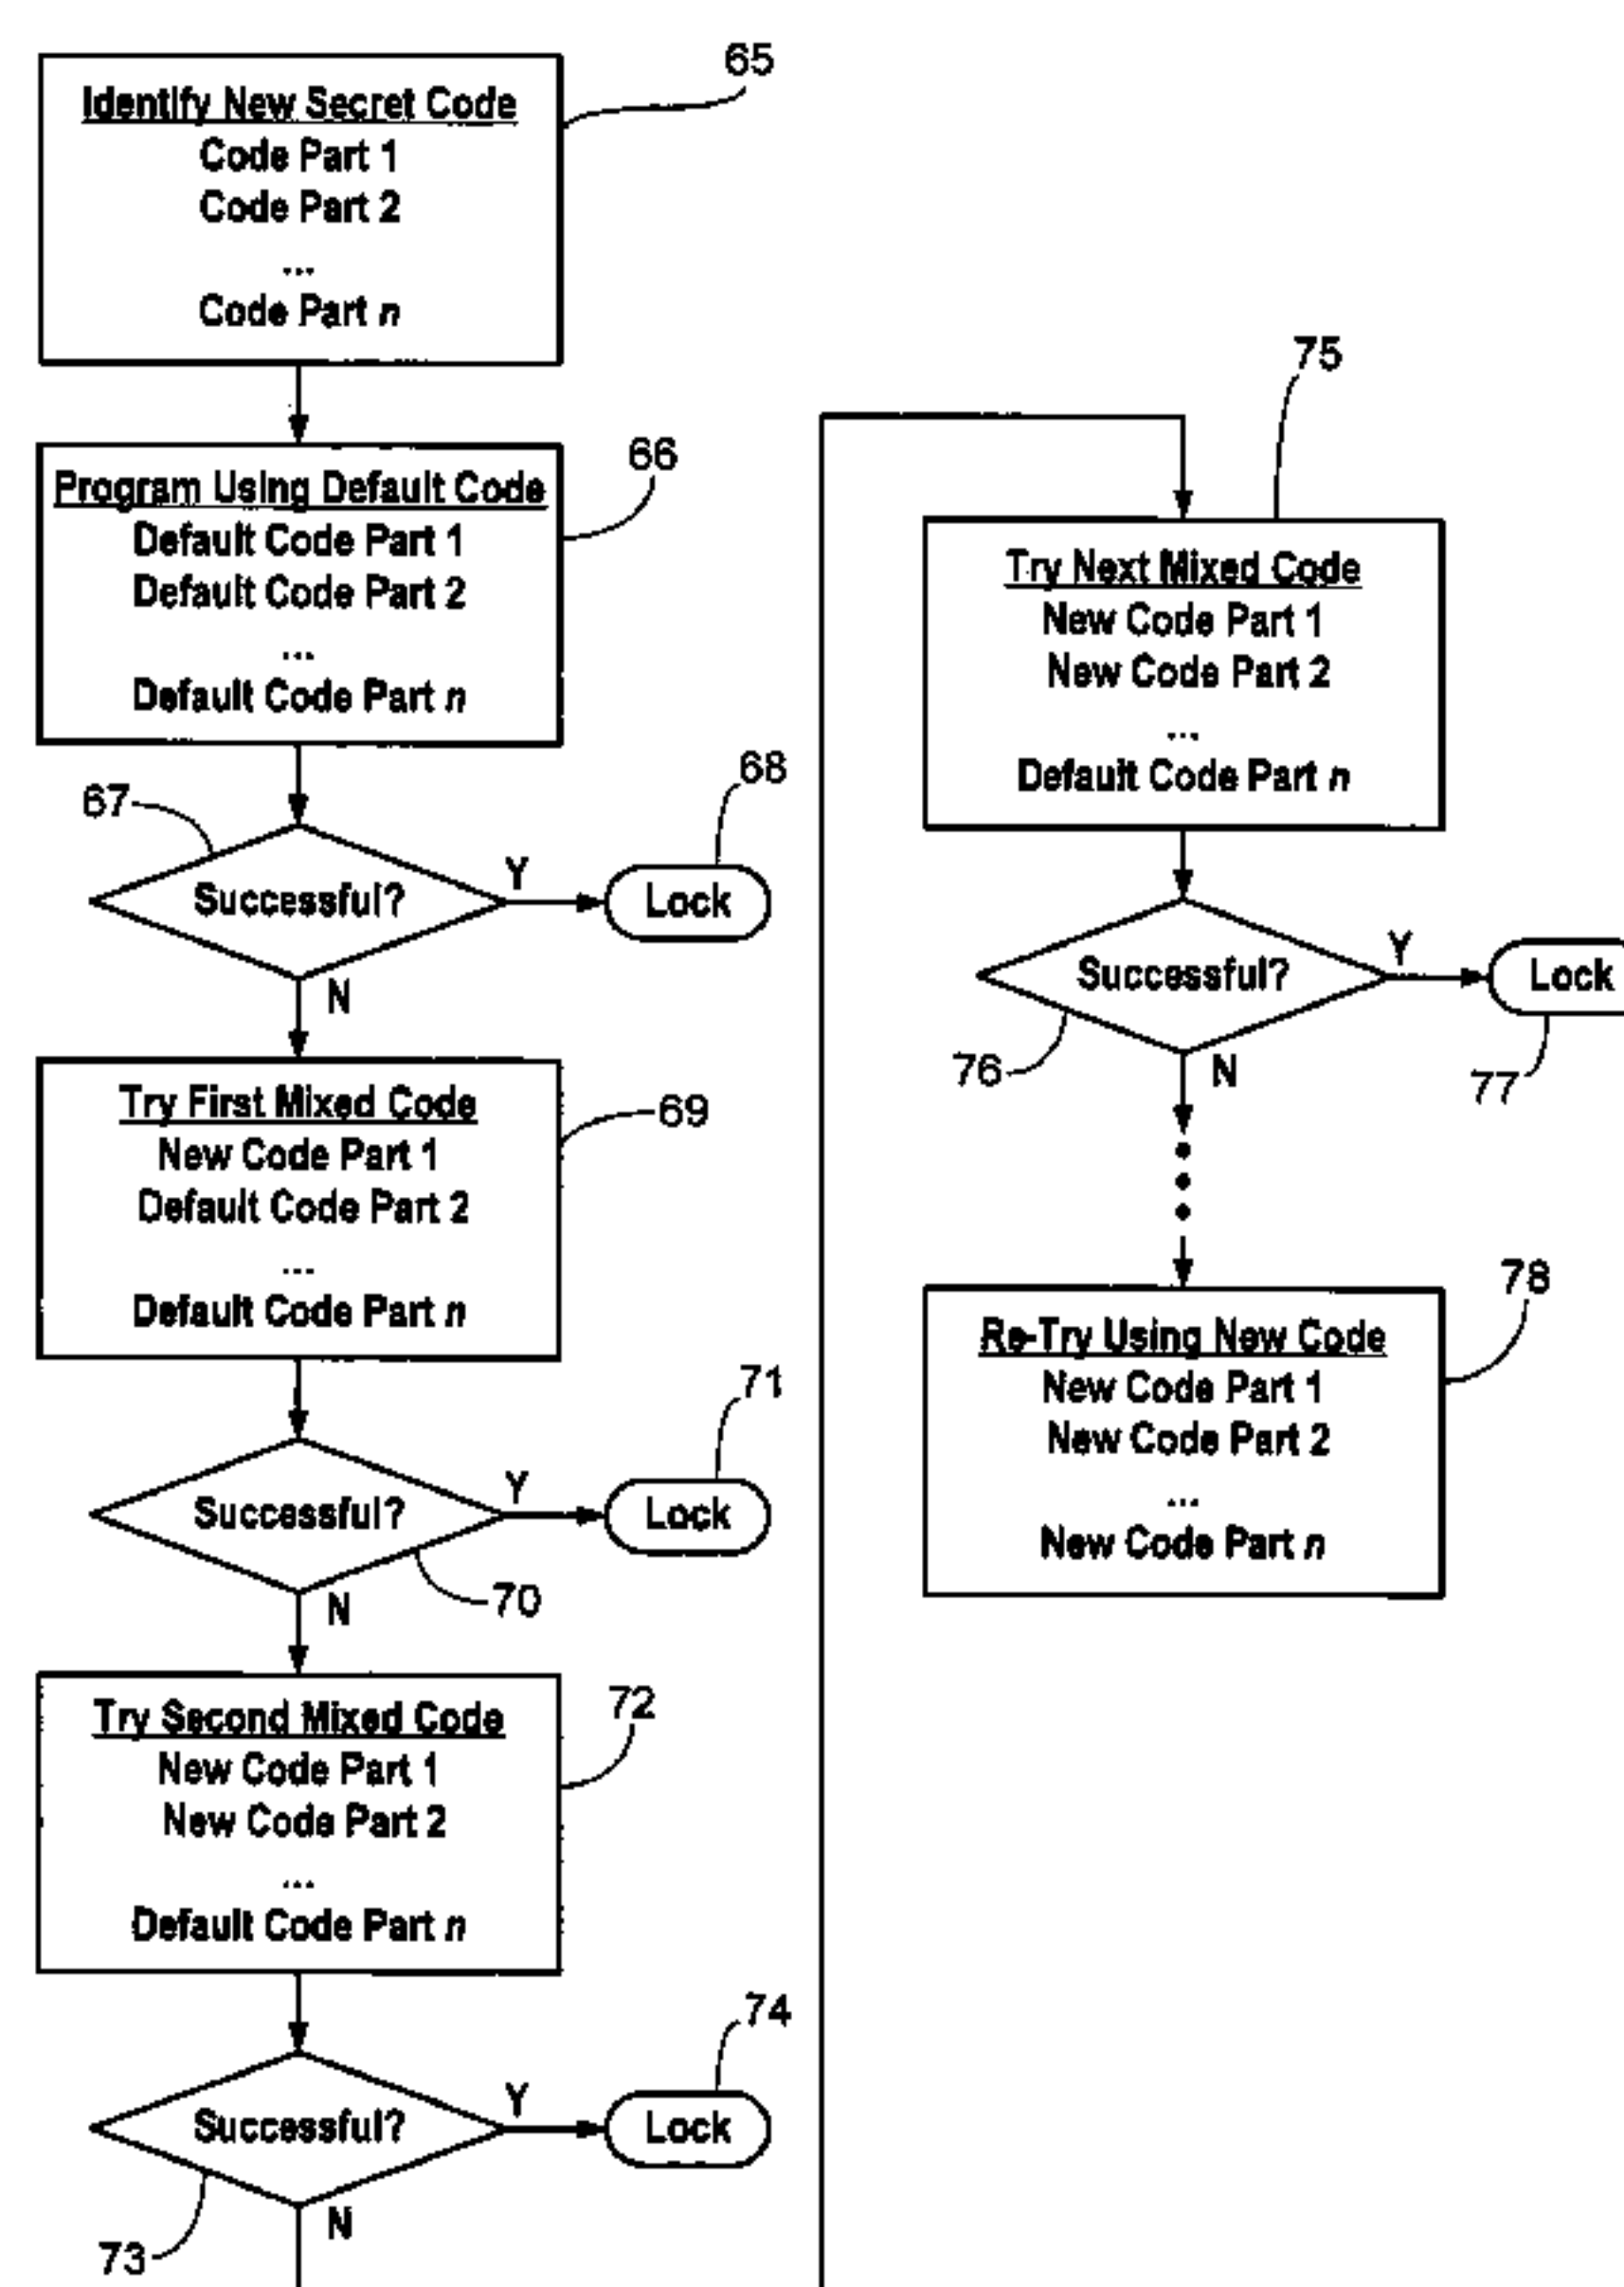 65
Identify New Secret Code
Code Part 1
Code Part 2
...
Code Part n
66
Program Using Default Code
Default Code Part 1
Default Code Part 2
...
Default Code Part n
67
68
Successful?
Y
Lock
N
Try First Mixed Code
69
New Code Part 1
Default Code Part 2
...
Default Code Part n
71
Successful?
Y
Lock
70
N
72
Try Second Mixed Code
New Code Part 1
New Code Part 2
...
Default Code Part n
74
Successful?
Y
Lock
N
73
75
Try Next Mixed Code
New Code Part 1
New Code Part 2
...
Default Code Part n
Successful?
Y
Lock
76
N
77
78
Re-Try Using New Code
New Code Part 1
New Code Part 2
...
New Code Part n